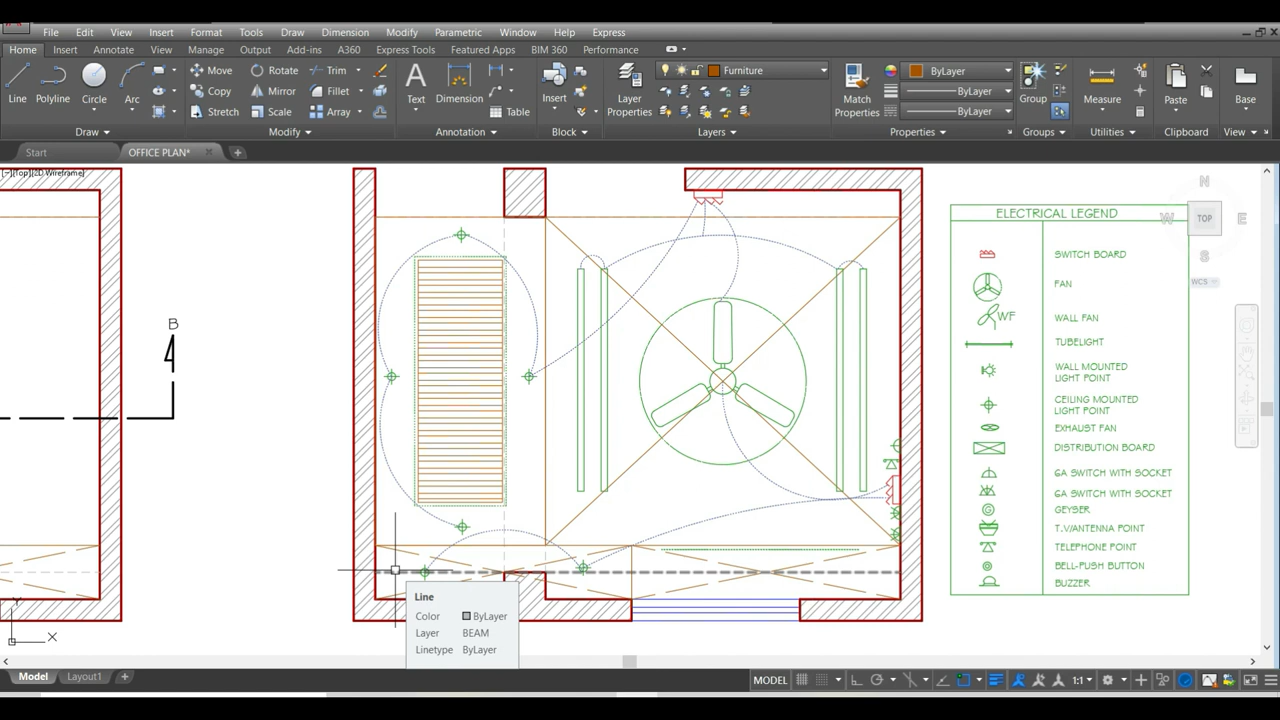 File Edit View Insert Format Tools Draw Dimension Modify Parametric Window Help Express
Home Insert Annotate View Manage Output Add-ins A360 Express Tools Featured Apps BIM 360 Performance
Line Polyline Circle Arc
Move Rotate Trim
Copy Mirror Fillet
Stretch Scale Array
Text Dimension Table
Insert
Layer Properties
Furniture
Match Properties
ByLayer
ByLayer
ByLayer
Group Measure Paste Base
Draw Modify Annotation Block Layers Properties Groups Utilities Clipboard View
Start OFFICE PLAN*
[−][Top][2D Wireframe]
N
W TOP E
S
WCS
B
ELECTRICAL LEGEND
SWITCH BOARD
FAN
WF WALL FAN
TUBELIGHT
WALL MOUNTED
LIGHT POINT
CEILING MOUNTED
LIGHT POINT
EXHAUST FAN
DISTRIBUTION BOARD
6A SWITCH WITH SOCKET
6A SWITCH WITH SOCKET
G GEYSER
T.V/ANTENNA POINT
TELEPHONE POINT
BELL-PUSH BUTTON
BUZZER
Line
Color ByLayer
Layer BEAM
Linetype ByLayer
Y
X
Model Layout1
MODEL 1:1